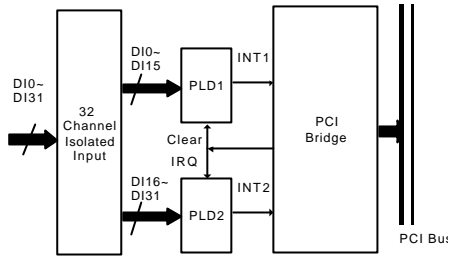 DI0~
DI31
32
Channel
Isolated
Input
DI0~
DI15
PLD1
INT1
Clear
IRQ
DI16~
DI31
PLD2
INT2
PCI
Bridge
PCI Bus